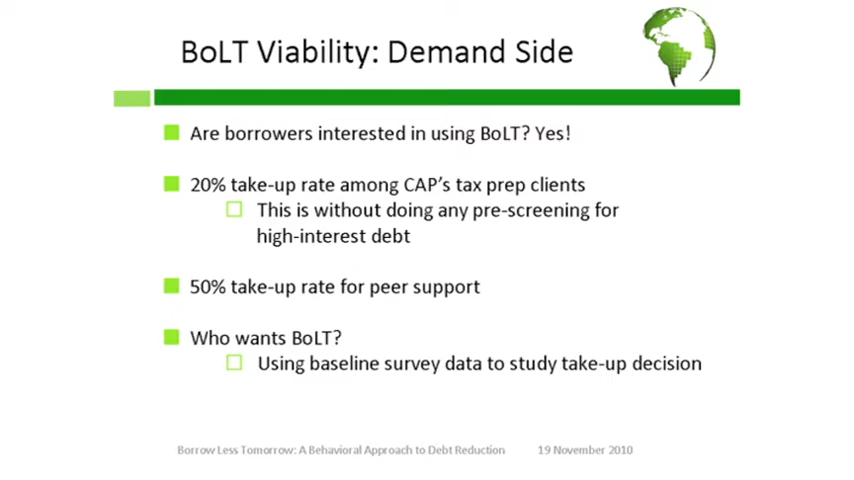 BoLT Viability: Demand Side
Are borrowers interested in using BoLT? Yes!
20% take-up rate among CAP's tax prep clients
This is without doing any pre-screening for
high-interest debt
50% take-up rate for peer support
Who wants BoLT?
Using baseline survey data to study take-up decision
Borrow Less Tomorrow: A Behavioral Approach to Debt Reduction 19 November 2010